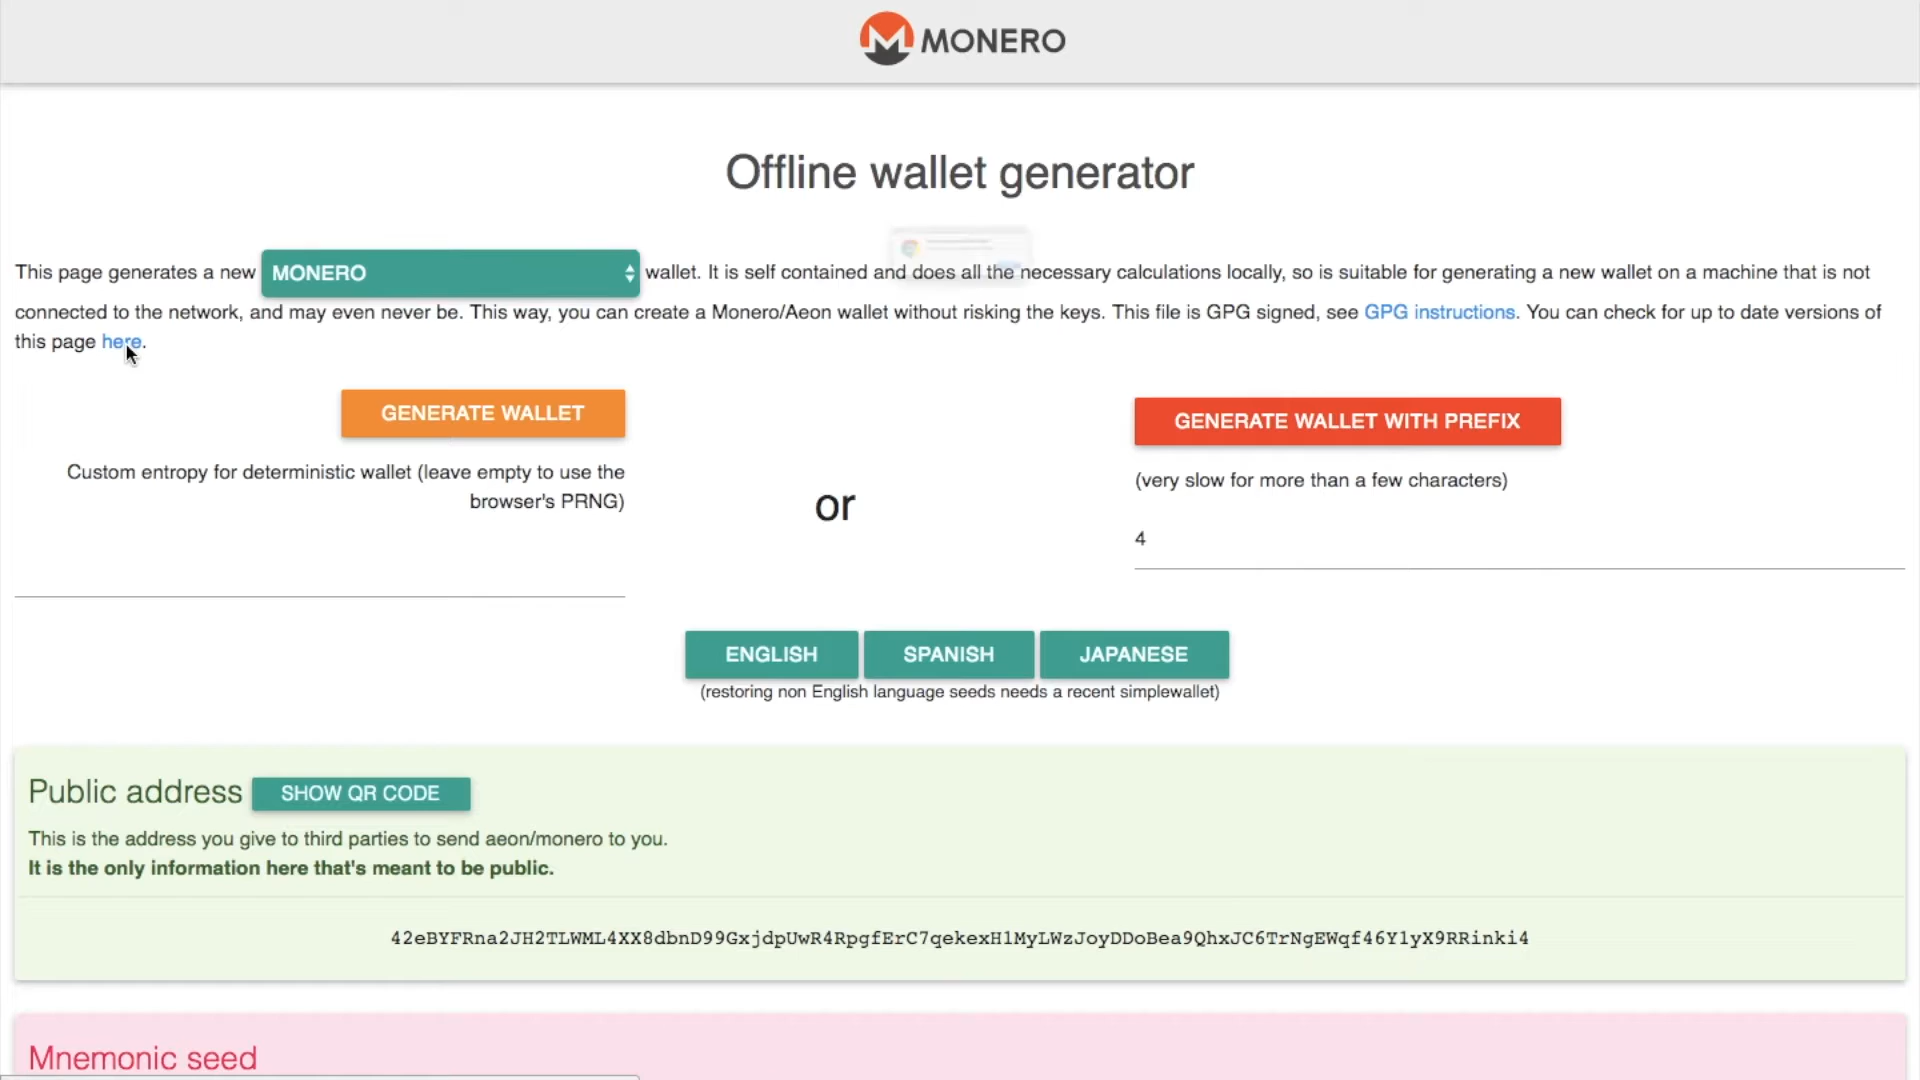 MONERO
Offline wallet generator
This page generates a new MONERO wallet. It is self contained and does all the necessary calculations locally, so is suitable for generating a new wallet on a machine that is not
connected to the network, and may even never be. This way, you can create a Monero/Aeon wallet without risking the keys. This file is GPG signed, see GPG instructions. You can check for up to date versions of
this page here.
GENERATE WALLET
Custom entropy for deterministic wallet (leave empty to use the
browser's PRNG)
or
GENERATE WALLET WITH PREFIX
(very slow for more than a few characters)
4
ENGLISH SPANISH JAPANESE
(restoring non English language seeds needs a recent simplewallet)
Public address SHOW QR CODE
This is the address you give to third parties to send aeon/monero to you.
It is the only information here that's meant to be public.
42eBYFRna2JH2TLWML4XX8dbnD99GxjdpUwR4RpgfErC7qekexH1MyLWzJoyDDoBea9QhxJC6TrNgEWqf46Y1yX9RRinki4
Mnemonic seed